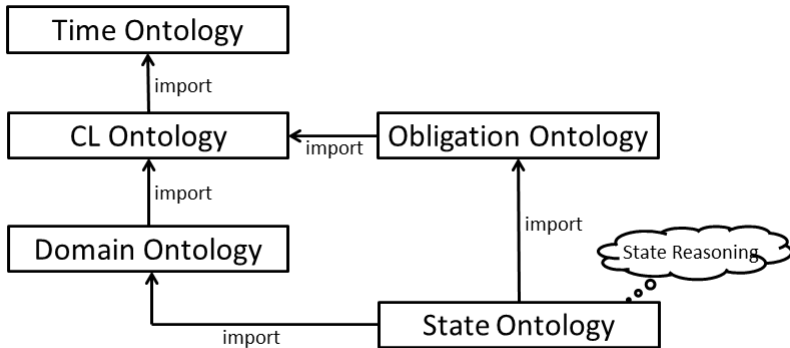 Time Ontology
import
CL Ontology
import
Obligation Ontology
import
Domain Ontology
import
State Reasoning
import
State Ontology